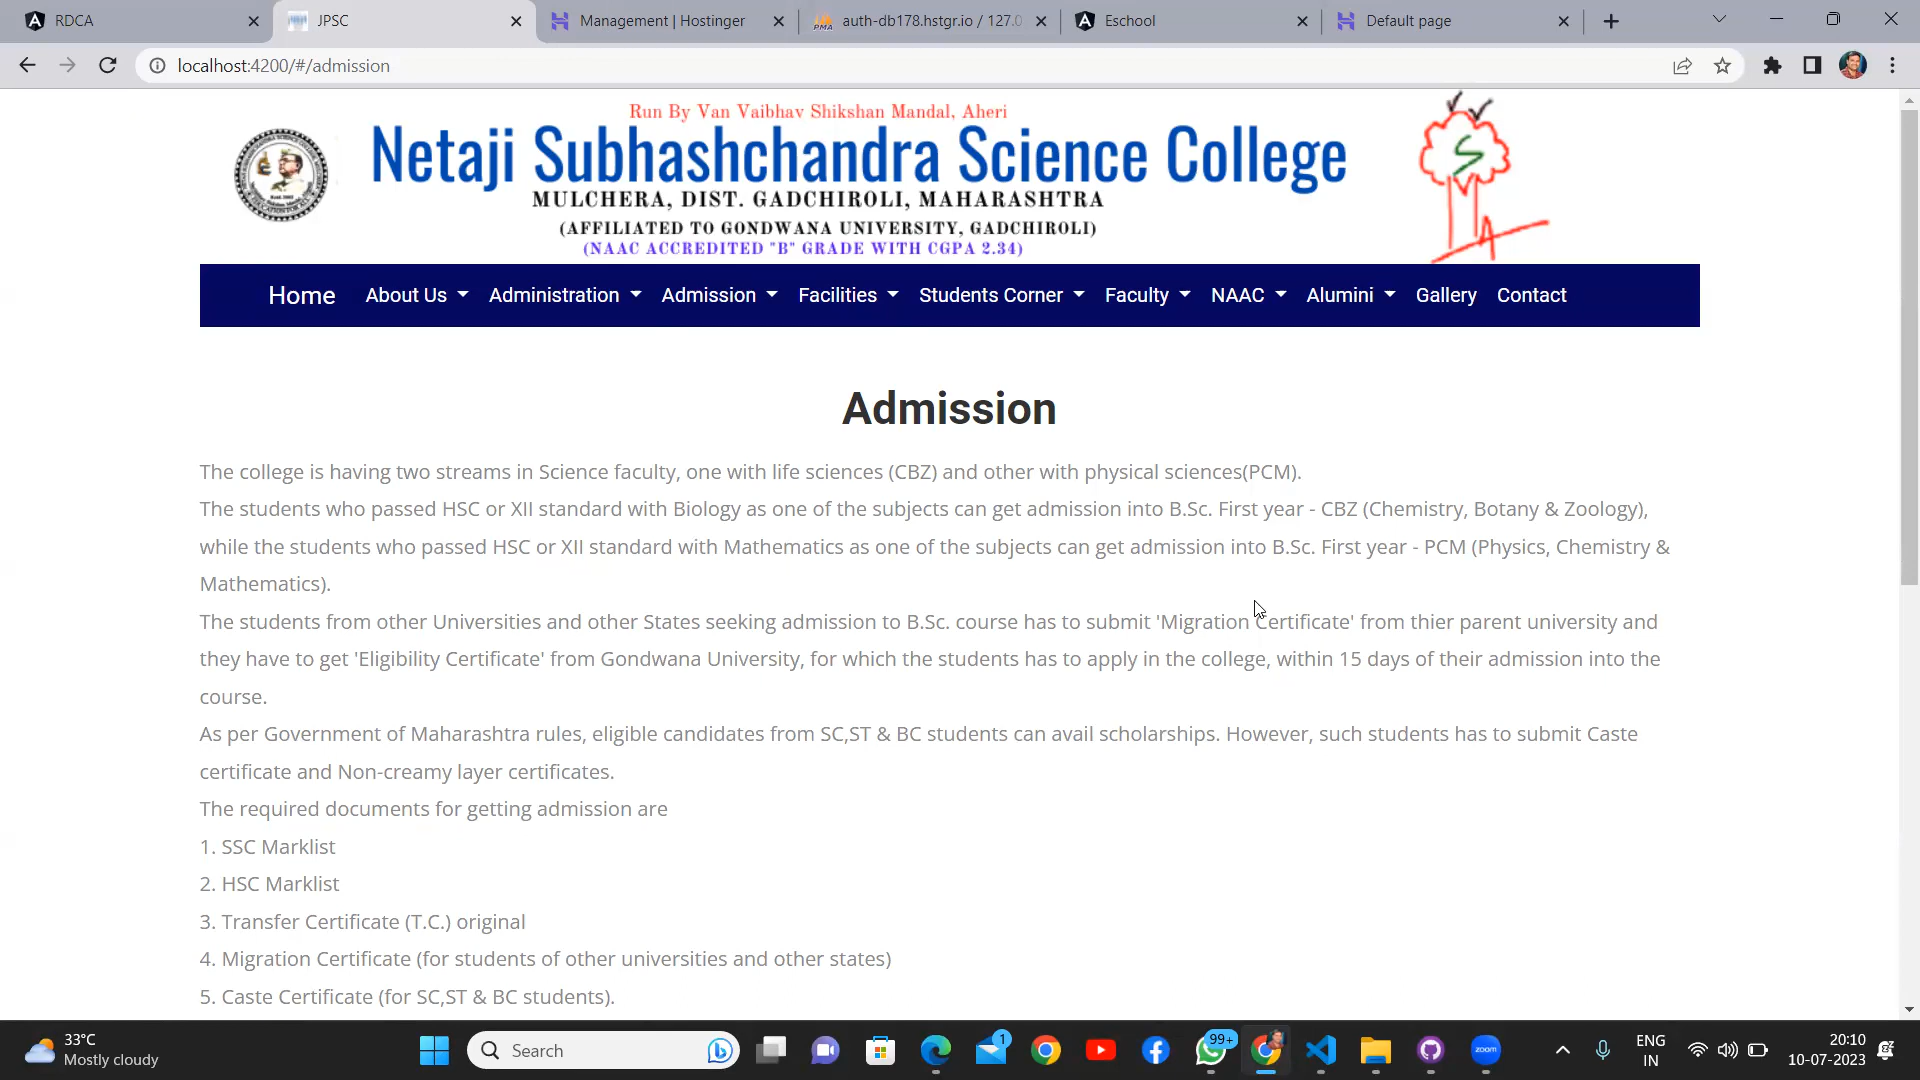 RDCA
JPSC
Management | Hostinger
auth-db178.hstgr.io / 127.0
Eschool
Default page
localhost:4200/#/admission
Run By Van Vaibhav Shikshan Mandal, Aheri
Netaji Subhashchandra Science College
MULCHERA, DIST. GADCHIROLI, MAHARASHTRA
(AFFILIATED TO GONDWANA UNIVERSITY, GADCHIROLI)
(NAAC ACCREDITED "B" GRADE WITH CGPA 2.34)
S
A
Home About Us Administration Admission Facilities Students Corner Faculty NAAC Alumini Gallery Contact
Admission
The college is having two streams in Science faculty, one with life sciences (CBZ) and other with physical sciences(PCM).
The students who passed HSC or XII standard with Biology as one of the subjects can get admission into B.Sc. First year - CBZ (Chemistry, Botany & Zoology),
while the students who passed HSC or XII standard with Mathematics as one of the subjects can get admission into B.Sc. First year - PCM (Physics, Chemistry &
Mathematics).
The students from other Universities and other States seeking admission to B.Sc. course has to submit 'Migration Certificate' from thier parent university and
they have to get 'Eligibility Certificate' from Gondwana University, for which the students has to apply in the college, within 15 days of their admission into the
course.
As per Government of Maharashtra rules, eligible candidates from SC,ST & BC students can avail scholarships. However, such students has to submit Caste
certificate and Non-creamy layer certificates.
The required documents for getting admission are
1. SSC Marklist
2. HSC Marklist
3. Transfer Certificate (T.C.) original
4. Migration Certificate (for students of other universities and other states)
5. Caste Certificate (for SC,ST & BC students).
33°C
Mostly cloudy
Search
1
99+
zoom
ENG
IN
20:10
10-07-2023